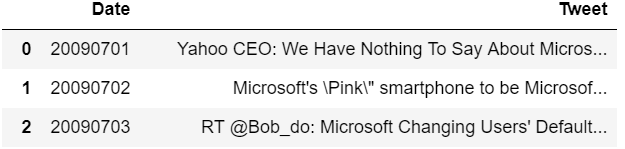 Date Tweet
0 20090701 Yahoo CEO: We Have Nothing To Say About Micros...
1 20090702 Microsoft's \Pink\" smartphone to be Microsof...
2 20090703 RT @Bob_do: Microsoft Changing Users' Default...